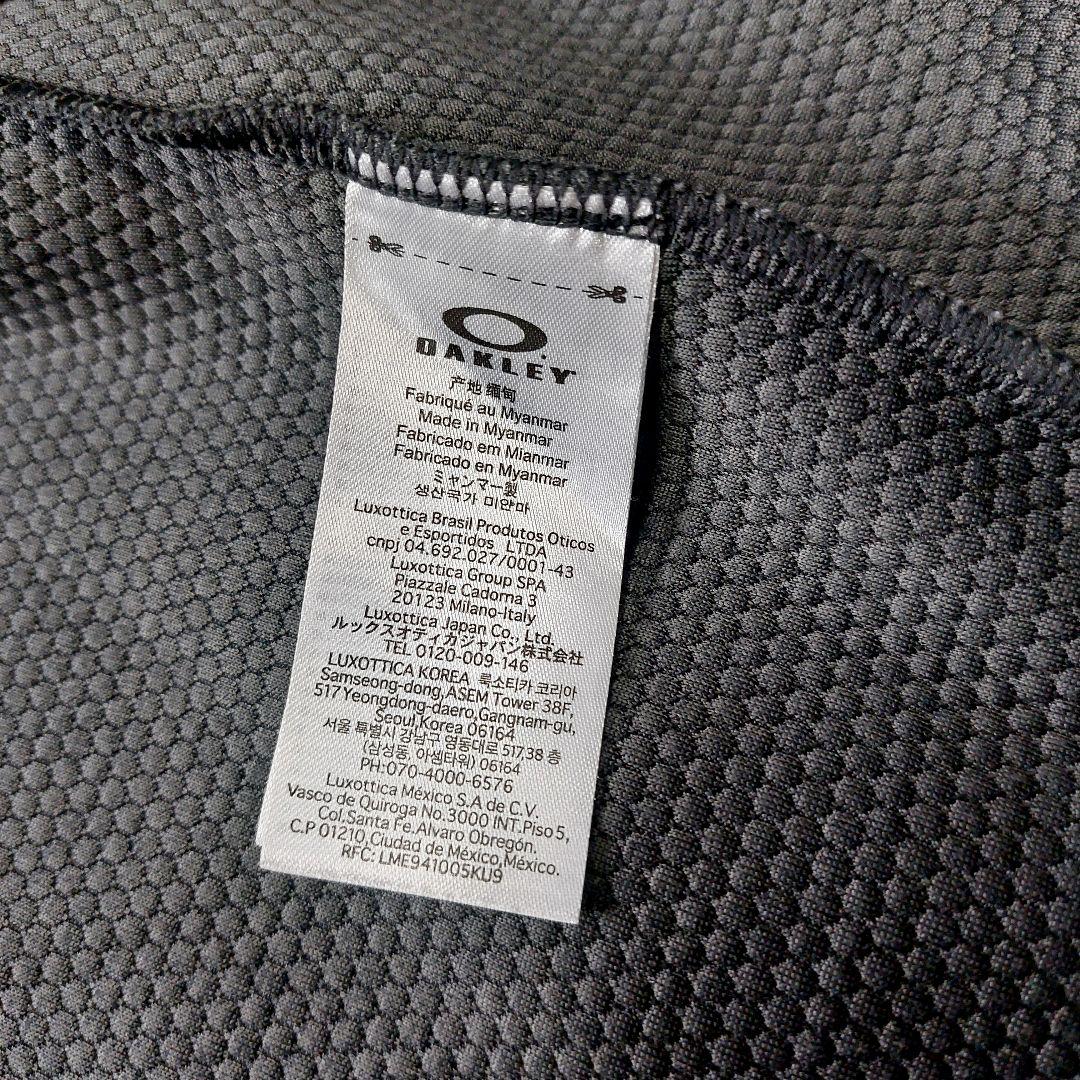 OAKLEY
产地 缅甸
Fabriqué au Myanmar
Made in Myanmar
Fabricado em Mianmar
Fabricado en Myanmar
ミャンマー製
생산국가 미얀마
Luxottica Brasil Produtos Oticos
e Esportidos LTDA
cnpj 04.692.027/0001-43
Luxottica Group SPA
Piazzale Cadorna 3
20123 Milano-Italy
Luxottica Japan Co., Ltd.
ルックスオティカジャパン株式会社
TEL 0120-009-146
LUXOTTICA KOREA 룩소티카 코리아
Samseong-dong,ASEM Tower 38F,
517 Yeongdong-daero,Gangnam-gu,
Seoul,Korea 06164
서울 특별시 강남구 영동대로 517,38 층
(삼성동, 아셈타워) 06164
PH:070-4000-6576
Luxottica México S.A de C.V.
Vasco de Quiroga No.3000 INT.Piso 5,
Col.Santa Fe.Alvaro Obregón.
C.P 01210,Ciudad de México,México.
RFC: LME941005KU9